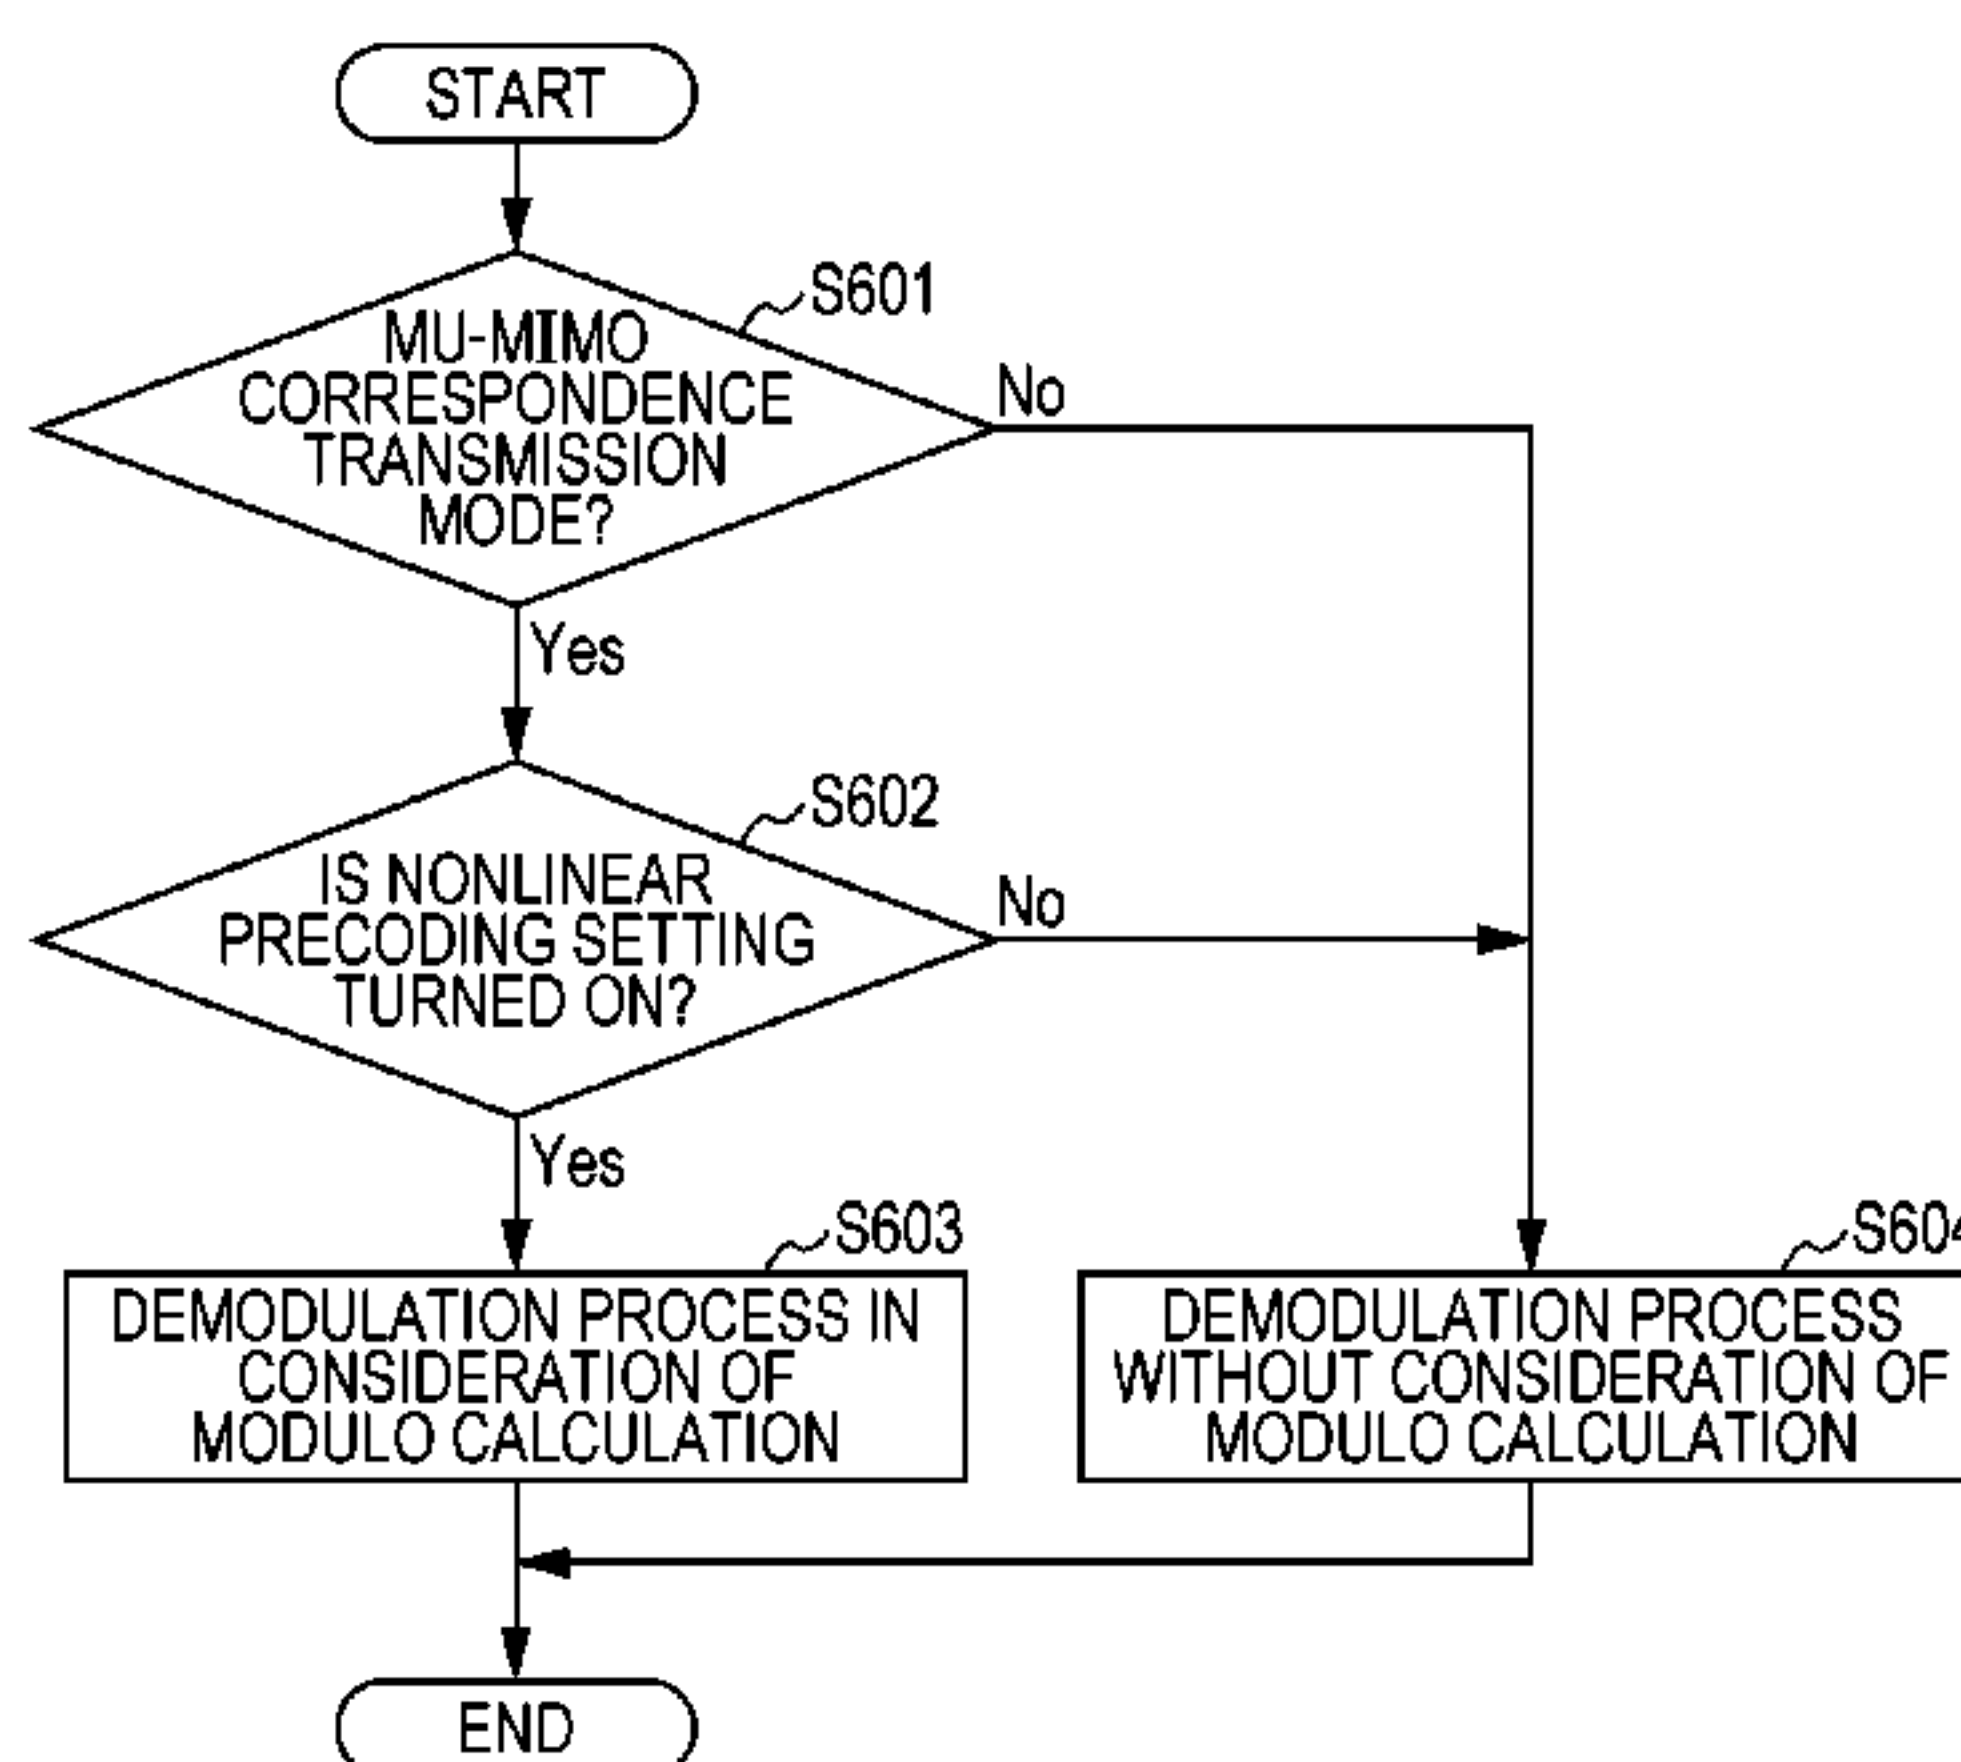 START
S601
MU-MIMO
CORRESPONDENCE
TRANSMISSION
MODE?
No
Yes
S602
IS NONLINEAR
PRECODING SETTING
TURNED ON?
No
Yes
S603
DEMODULATION PROCESS IN
CONSIDERATION OF
MODULO CALCULATION
S604
DEMODULATION PROCESS
WITHOUT CONSIDERATION OF
MODULO CALCULATION
END